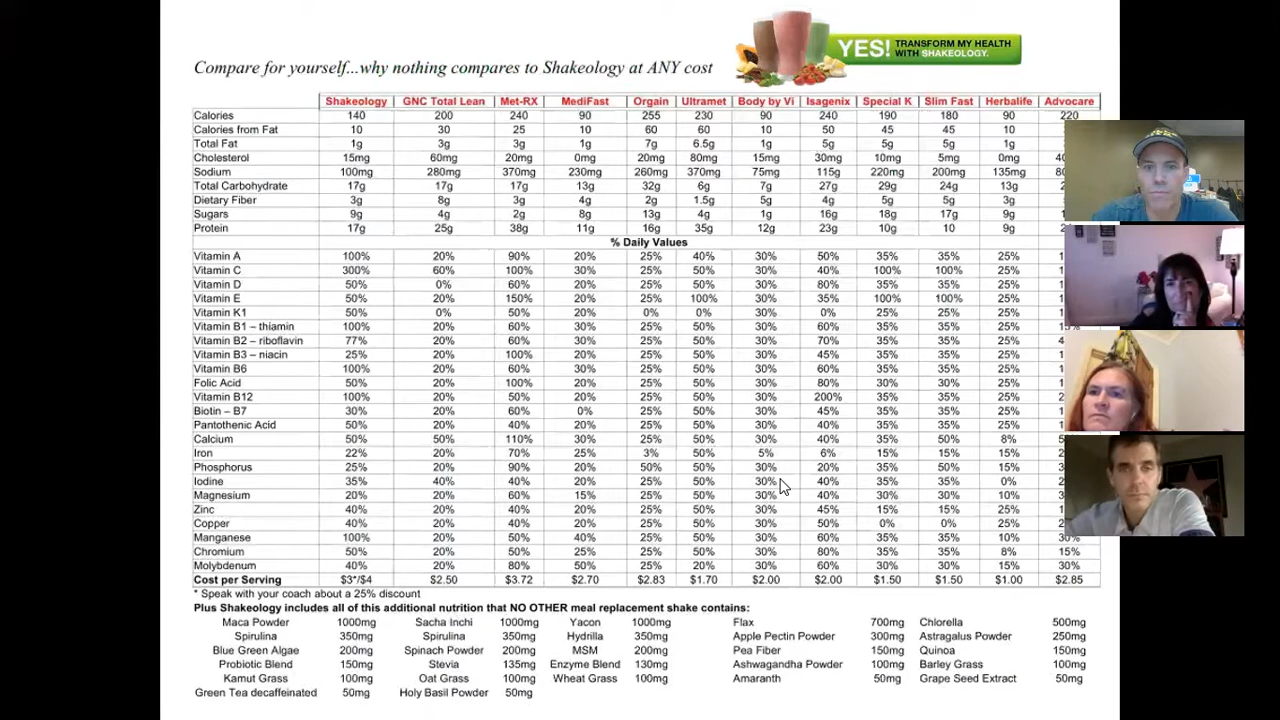 YES! TRANSFORM MY HEALTH
WITH SHAKEOLOGY.
Compare for yourself...why nothing compares to Shakeology at ANY cost
Shakeology GNC Total Lean Met-RX MediFast Orgain Ultramet Body by Vi Isagenix Special K Slim Fast Herbalife Advocare
Calories 140 200 240 90 255 230 90 240 190 180 90 220
Calories from Fat 10 30 25 10 60 60 10 50 45 45 10
Total Fat 1g 3g 3g 1g 7g 6.5g 1g 5g 5g 5g 1g
Cholesterol 15mg 60mg 20mg 0mg 20mg 80mg 15mg 30mg 10mg 5mg 0mg
Sodium 100mg 280mg 370mg 230mg 260mg 370mg 75mg 115g 220mg 200mg 135mg
Total Carbohydrate 17g 17g 17g 13g 32g 6g 7g 27g 29g 24g 13g
Dietary Fiber 3g 8g 3g 4g 2g 1.5g 5g 4g 5g 5g 3g
Sugars 9g 4g 2g 8g 13g 4g 1g 16g 18g 17g 9g
Protein 17g 25g 38g 11g 16g 35g 12g 23g 10g 10 9g
% Daily Values
Vitamin A 100% 20% 90% 20% 25% 40% 30% 50% 35% 35% 25%
Vitamin C 300% 60% 100% 30% 25% 50% 30% 40% 100% 100% 25%
Vitamin D 50% 0% 60% 20% 25% 50% 30% 80% 35% 35% 25%
Vitamin E 50% 20% 150% 20% 25% 100% 30% 35% 100% 100% 25%
Vitamin K1 50% 0% 50% 20% 0% 0% 30% 0% 25% 25% 25%
Vitamin B1 – thiamin 100% 20% 60% 30% 25% 50% 30% 60% 35% 35% 25%
Vitamin B2 – riboflavin 77% 20% 60% 30% 25% 50% 30% 70% 35% 35% 25%
Vitamin B3 – niacin 25% 20% 100% 20% 25% 50% 30% 45% 35% 35% 25%
Vitamin B6 100% 20% 60% 30% 25% 50% 30% 60% 35% 35% 25%
Folic Acid 50% 20% 100% 20% 25% 50% 30% 80% 30% 30% 25%
Vitamin B12 100% 20% 50% 20% 25% 50% 30% 200% 35% 35% 25%
Biotin – B7 30% 20% 60% 0% 25% 50% 30% 45% 35% 35% 25%
Pantothenic Acid 50% 20% 40% 20% 25% 50% 30% 40% 35% 35% 25%
Calcium 50% 50% 110% 30% 25% 50% 30% 40% 35% 50% 8%
Iron 22% 20% 70% 25% 3% 50% 5% 6% 15% 15% 15%
Phosphorus 25% 20% 90% 20% 50% 50% 30% 20% 35% 50% 15%
Iodine 35% 40% 40% 20% 25% 50% 30% 40% 35% 35% 0%
Magnesium 20% 20% 60% 15% 25% 50% 30% 40% 30% 30% 10%
Zinc 40% 20% 40% 20% 25% 50% 30% 45% 15% 15% 25%
Copper 40% 20% 40% 20% 25% 50% 30% 50% 0% 0% 25%
Manganese 100% 20% 50% 40% 25% 50% 30% 60% 35% 35% 10% 30%
Chromium 50% 20% 50% 25% 25% 50% 30% 80% 35% 35% 8% 15%
Molybdenum 40% 20% 80% 50% 25% 20% 30% 60% 35% 35% 15% 30%
Cost per Serving $3*/$4 $2.50 $3.72 $2.70 $2.83 $1.70 $2.00 $2.00 $1.50 $1.50 $1.00 $2.85
* Speak with your coach about a 25% discount
Plus Shakeology includes all of this additional nutrition that NO OTHER meal replacement shake contains:
Maca Powder 1000mg Sacha Inchi 1000mg Yacon 1000mg Flax 700mg Chlorella 500mg
Spirulina 350mg Spirulina 350mg Hydrilla 350mg Apple Pectin Powder 300mg Astragalus Powder 250mg
Blue Green Algae 200mg Spinach Powder 200mg MSM 200mg Pea Fiber 150mg Quinoa 150mg
Probiotic Blend 150mg Stevia 135mg Enzyme Blend 130mg Ashwagandha Powder 100mg Barley Grass 100mg
Kamut Grass 100mg Oat Grass 100mg Wheat Grass 100mg Amaranth 50mg Grape Seed Extract 50mg
Green Tea decaffeinated 50mg Holy Basil Powder 50mg